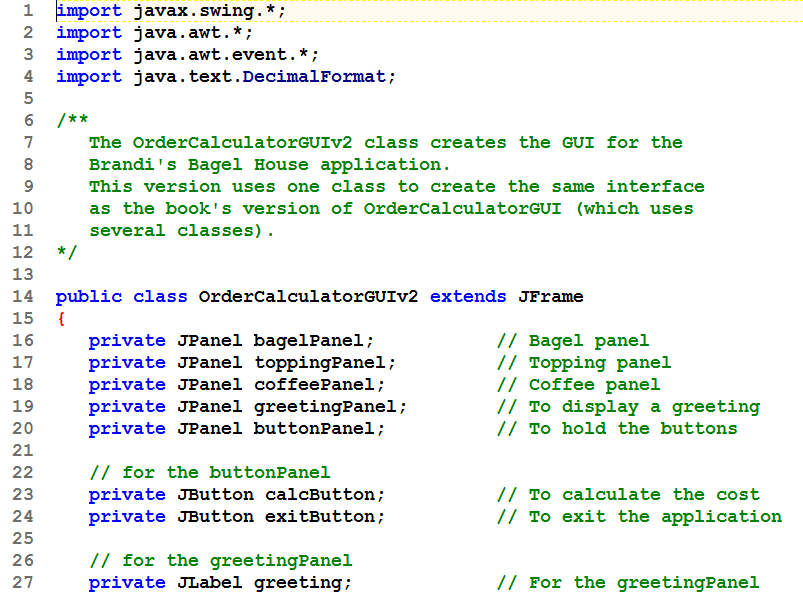 1 import javax.swing.*;
2 import java.awt.*;
3 import java.awt.event.*;
4 import java.text.DecimalFormat;
5
6 /**
7    The OrderCalculatorGUIv2 class creates the GUI for the
8    Brandi's Bagel House application.
9    This version uses one class to create the same interface
10    as the book's version of OrderCalculatorGUI (which uses
11    several classes).
12 */
13
14 public class OrderCalculatorGUIv2 extends JFrame
15 {
16    private JPanel bagelPanel;           // Bagel panel
17    private JPanel toppingPanel;         // Topping panel
18    private JPanel coffeePanel;          // Coffee panel
19    private JPanel greetingPanel;        // To display a greeting
20    private JPanel buttonPanel;          // To hold the buttons
21
22    // for the buttonPanel
23    private JButton calcButton;          // To calculate the cost
24    private JButton exitButton;          // To exit the application
25
26    // for the greetingPanel
27    private JLabel greeting;             // For the greetingPanel